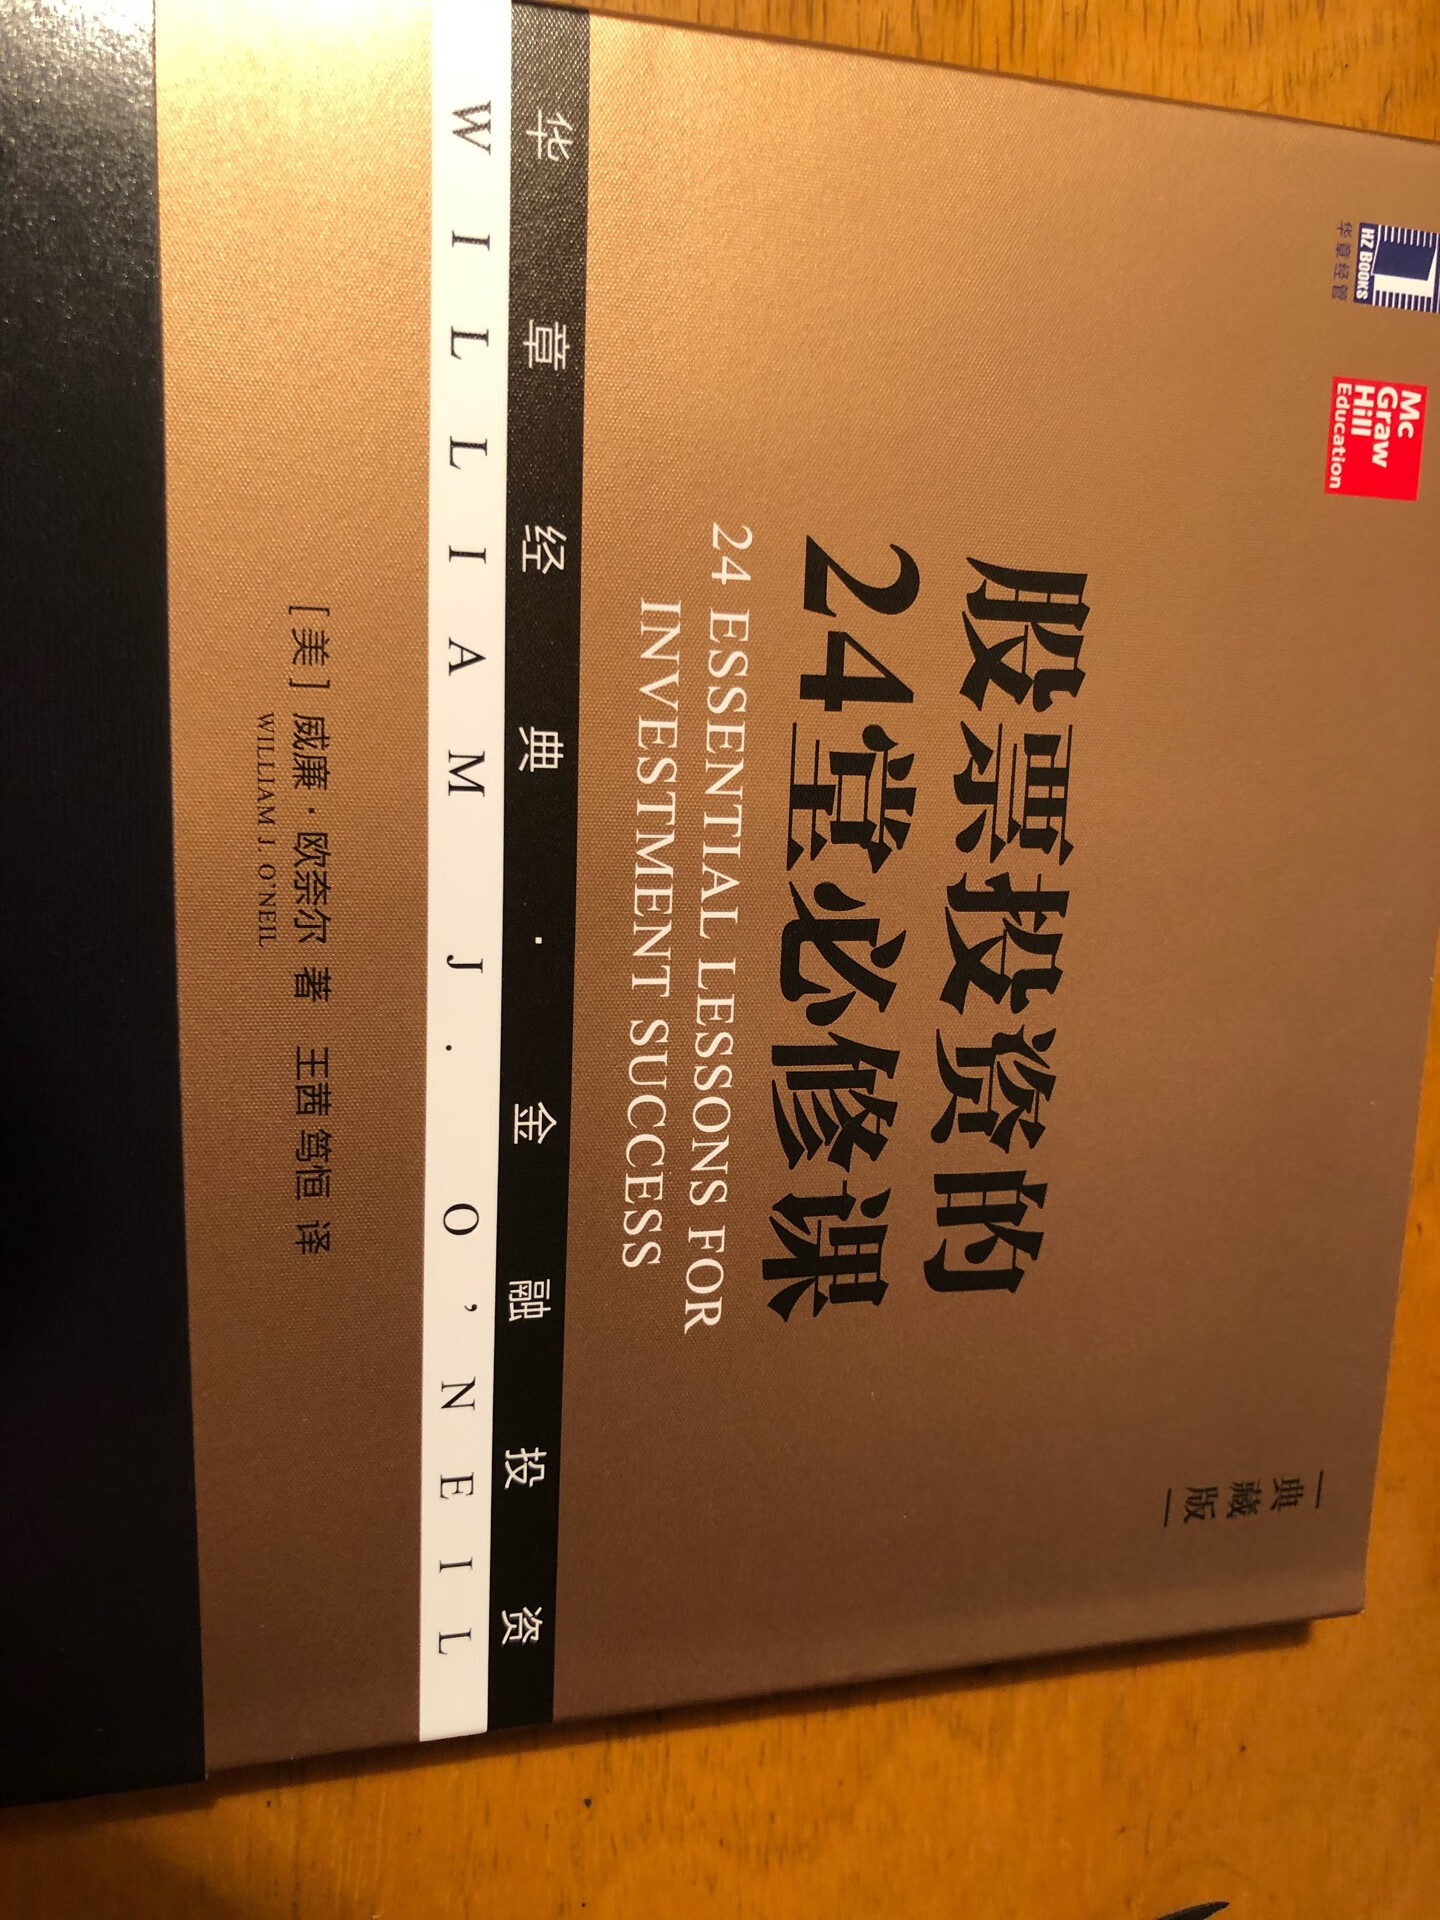 HZ BOOKS
华章经管
Mc
Graw
Hill
Education
典藏版
股票投资的
24堂必修课
24 ESSENTIAL LESSONS FOR
INVESTMENT SUCCESS
华章经典·金融投资
WILLIAM J. O'NEIL
[美] 威廉·欧奈尔 著 王茜 笃恒 译
WILLIAM J. O'NEIL